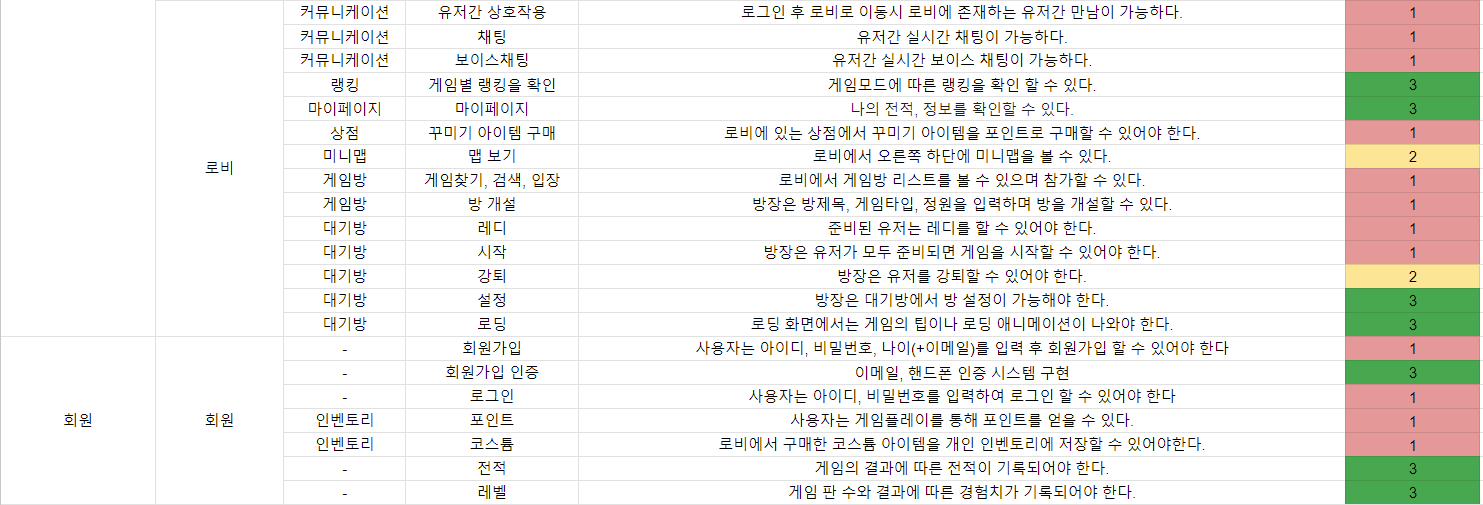 커뮤니케이션 유저간 상호작용 로그인 후 로비로 이동시 로비에 존재하는 유저간 만남이 가능하다. 1
커뮤니케이션 채팅 유저간 실시간 채팅이 가능하다. 1
커뮤니케이션 보이스채팅 유저간 실시간 보이스 채팅이 가능하다. 1
랭킹 게임별 랭킹을 확인 게임모드에 따른 랭킹을 확인 할 수 있다. 3
마이페이지 마이페이지 나의 전적, 정보를 확인할 수 있다. 3
상점 꾸미기 아이템 구매 로비에 있는 상점에서 꾸미기 아이템을 포인트로 구매할 수 있어야 한다. 1
미니맵 맵 보기 로비에서 오른쪽 하단에 미니맵을 볼 수 있다. 2
로비
게임방 게임찾기, 검색, 입장 로비에서 게임방 리스트를 볼 수 있으며 참가할 수 있다. 1
게임방 방 개설 방장은 방제목, 게임타입, 정원을 입력하며 방을 개설할 수 있다. 1
대기방 레디 준비된 유저는 레디를 할 수 있어야 한다. 1
대기방 시작 방장은 유저가 모두 준비되면 게임을 시작할 수 있어야 한다. 1
대기방 강퇴 방장은 유저를 강퇴할 수 있어야 한다. 2
대기방 설정 방장은 대기방에서 방 설정이 가능해야 한다. 3
대기방 로딩 로딩 화면에서는 게임의 팁이나 로딩 애니메이션이 나와야 한다. 3
- 회원가입 사용자는 아이디, 비밀번호, 나이(+이메일)를 입력 후 회원가입 할 수 있어야 한다 1
- 회원가입 인증 이메일, 핸드폰 인증 시스템 구현 3
- 로그인 사용자는 아이디, 비밀번호를 입력하여 로그인 할 수 있어야 한다 1
회원 회원 인벤토리 포인트 사용자는 게임플레이를 통해 포인트를 얻을 수 있다. 1
인벤토리 코스튬 로비에서 구매한 코스튬 아이템을 개인 인벤토리에 저장할 수 있어야한다. 1
- 전적 게임의 결과에 따른 전적이 기록되어야 한다. 3
- 레벨 게임 판 수와 결과에 따른 경험치가 기록되어야 한다. 3